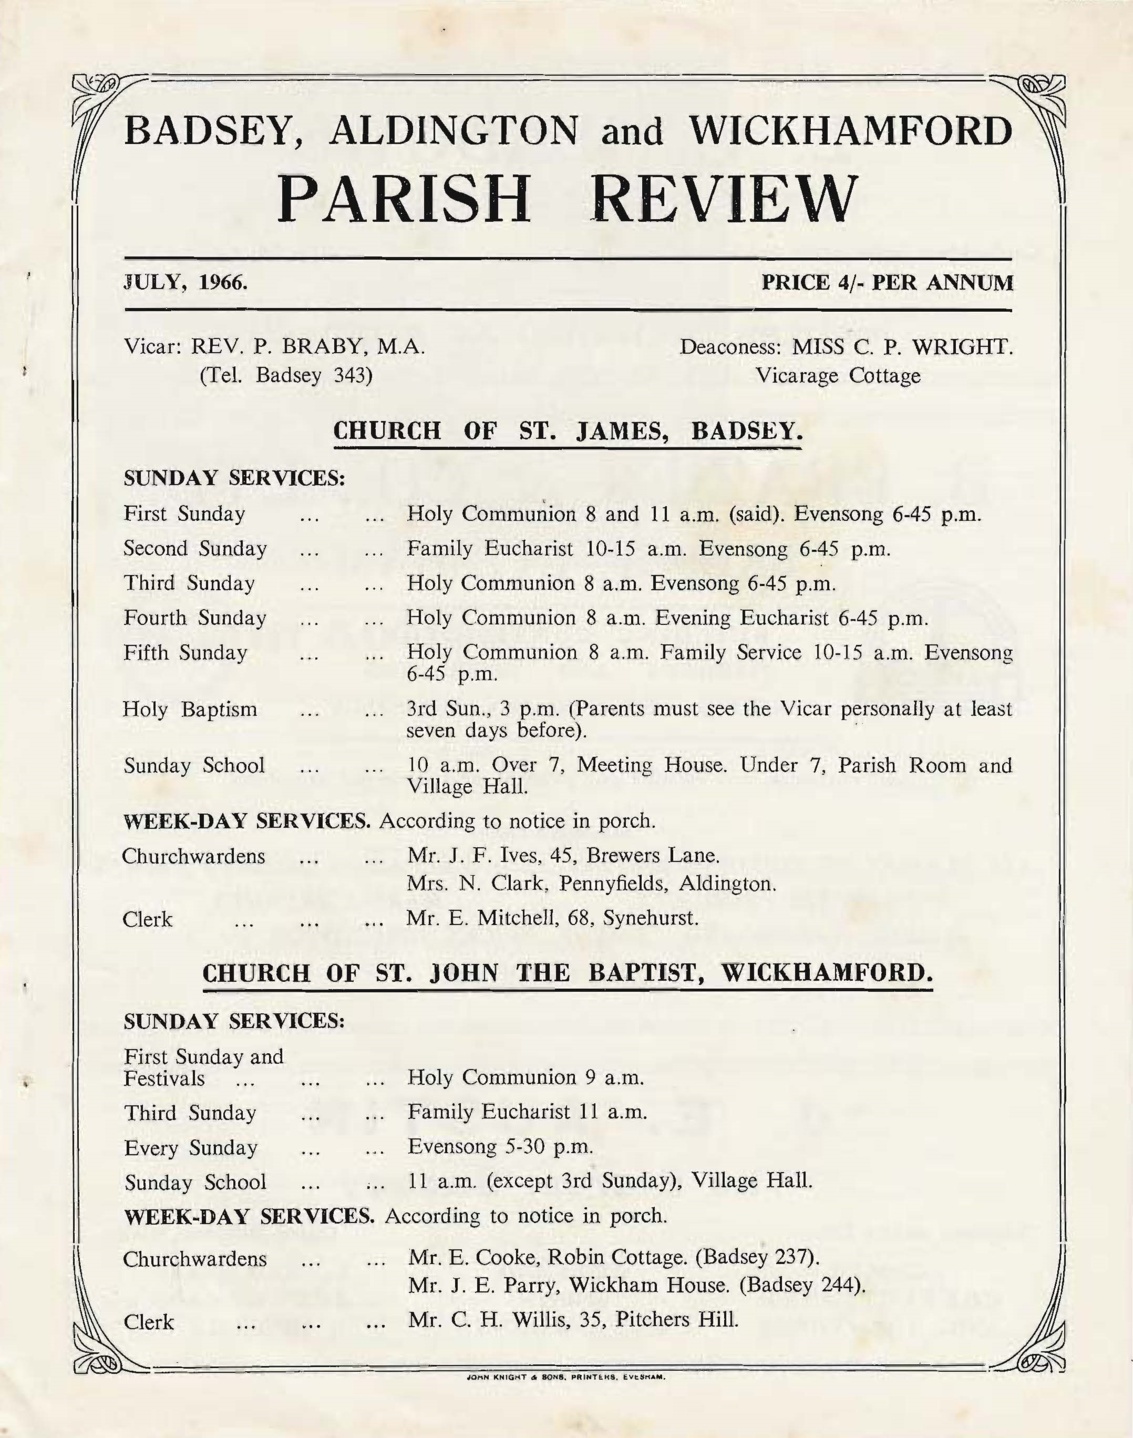 BADSEY, ALDINGTON and WICKHAMFORD
PARISH REVIEW
JULY, 1966. PRICE 4/- PER ANNUM
Vicar: REV. P. BRABY, M.A. Deaconess: MISS C. P. WRIGHT.
(Tel. Badsey 343) Vicarage Cottage
CHURCH OF ST. JAMES, BADSEY.
SUNDAY SERVICES:
First Sunday ... ... Holy Communion 8 and 11 a.m. (said). Evensong 6-45 p.m.
Second Sunday ... ... Family Eucharist 10-15 a.m. Evensong 6-45 p.m.
Third Sunday ... ... Holy Communion 8 a.m. Evensong 6-45 p.m.
Fourth Sunday ... ... Holy Communion 8 a.m. Evening Eucharist 6-45 p.m.
Fifth Sunday ... ... Holy Communion 8 a.m. Family Service 10-15 a.m. Evensong
6-45 p.m.
Holy Baptism ... ... 3rd Sun., 3 p.m. (Parents must see the Vicar personally at least
seven days before).
Sunday School ... ... 10 a.m. Over 7, Meeting House. Under 7, Parish Room and
Village Hall.
WEEK-DAY SERVICES. According to notice in porch.
Churchwardens ... ... Mr. J. F. Ives, 45, Brewers Lane.
Mrs. N. Clark, Pennyfields, Aldington.
Clerk ... ... ... Mr. E. Mitchell, 68, Synehurst.
CHURCH OF ST. JOHN THE BAPTIST, WICKHAMFORD.
SUNDAY SERVICES:
First Sunday and
Festivals ... ... ... Holy Communion 9 a.m.
Third Sunday ... ... Family Eucharist 11 a.m.
Every Sunday ... ... Evensong 5-30 p.m.
Sunday School ... ... 11 a.m. (except 3rd Sunday), Village Hall.
WEEK-DAY SERVICES. According to notice in porch.
Churchwardens ... ... Mr. E. Cooke, Robin Cottage. (Badsey 237).
Mr. J. E. Parry, Wickham House. (Badsey 244).
Clerk ... ... ... Mr. C. H. Willis, 35, Pitchers Hill.
JOHN KNIGHT & SONS, PRINTERS, EVESHAM.